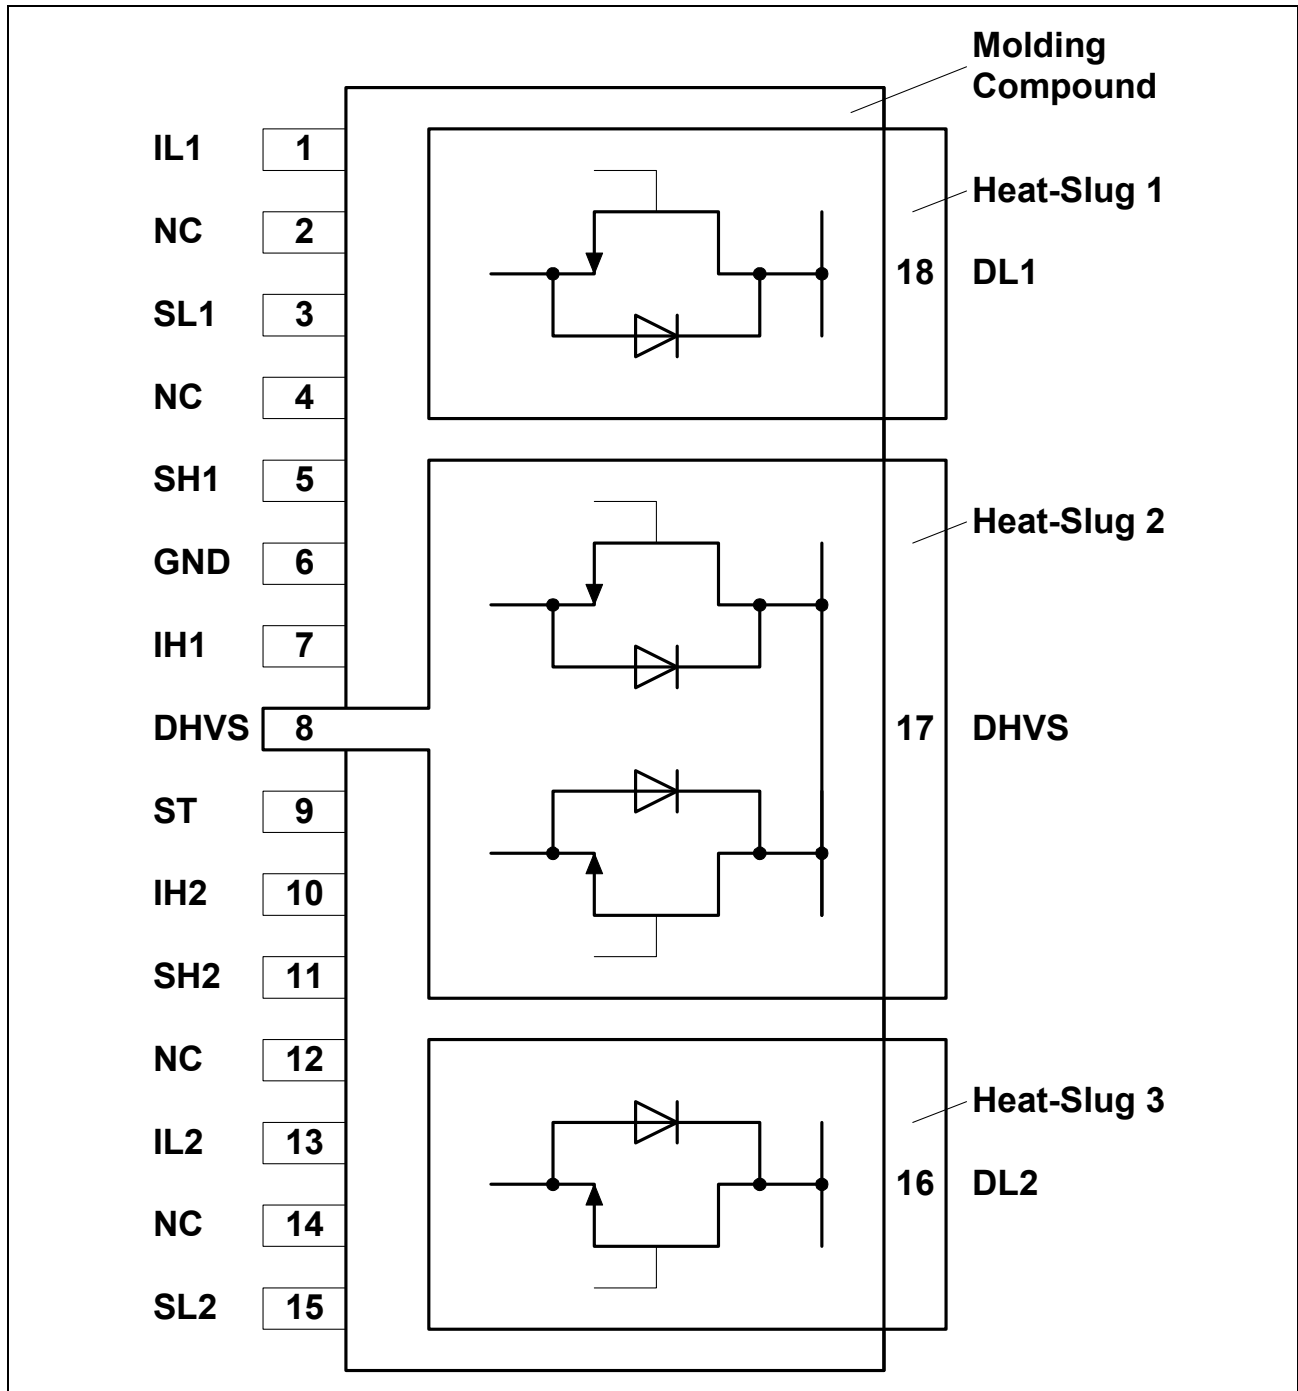 Molding
Compound
IL1 1
NC 2
Heat-Slug 1
18 DL1
SL1 3
NC 4
SH1 5
Heat-Slug 2
GND 6
IH1 7
DHVS 8
17 DHVS
ST 9
IH2 10
SH2 11
NC 12
Heat-Slug 3
IL2 13
16 DL2
NC 14
SL2 15